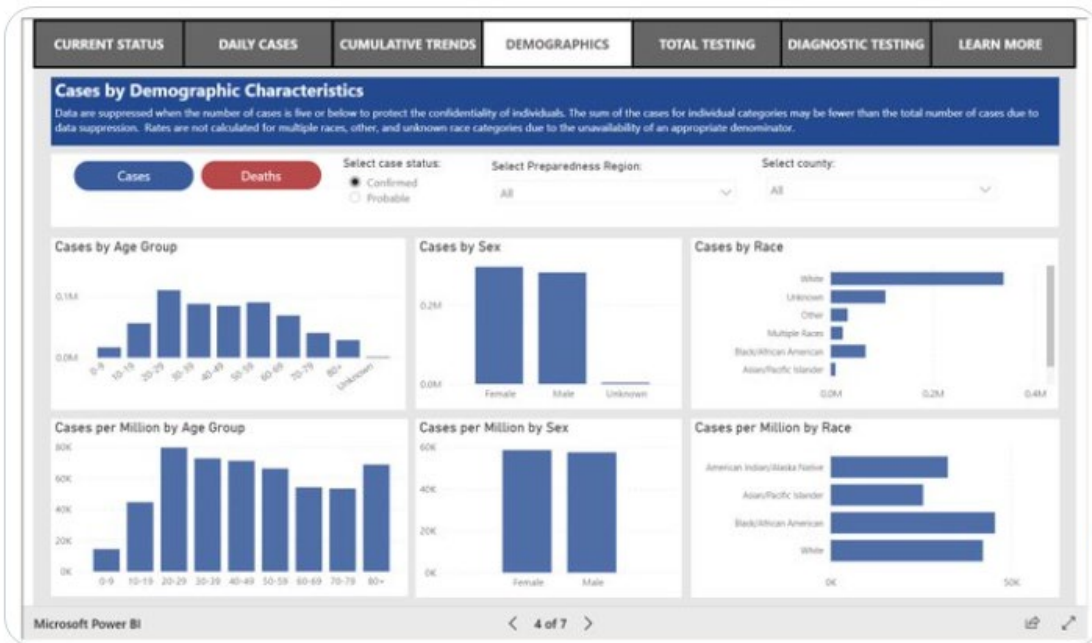 CURRENT STATUS
DAILY CASES
CUMULATIVE TRENDS
DEMOGRAPHICS
TOTAL TESTING
DIAGNOSTIC TESTING
LEARN MORE
Cases by Demographic Characteristics
Data are suppressed when the number of cases is five or below to protect the confidentiality of individuals. The sum of the cases for individual categories may be fewer than the total number of cases due to
data suppression. Rates are not calculated for multiple races, other, and unknown race categories due to the unavailability of an appropriate denominator.
Cases
Deaths
Select case status:
Confirmed
Probable
Select Preparedness Region:
All
Select county:
All
Cases by Age Group
0.1M
0.0M
0-9
10-19
20-29
30-39
40-49
50-59
60-69
70-79
80+
Unknown
Cases by Sex
0.2M
0.0M
Female
Male
Unknown
Cases by Race
White
Unknown
Other
Multiple Races
Black/African American
Asian/Pacific Islander
0.0M
0.2M
0.4M
Cases per Million by Age Group
80K
60K
40K
20K
0K
0-9
10-19
20-29
30-39
40-49
50-59
60-69
70-79
80+
Cases per Million by Sex
60K
40K
20K
0K
Female
Male
Cases per Million by Race
American Indian/Alaska Native
Asian/Pacific Islander
Black/African American
White
0K
50K
Microsoft Power BI
4 of 7